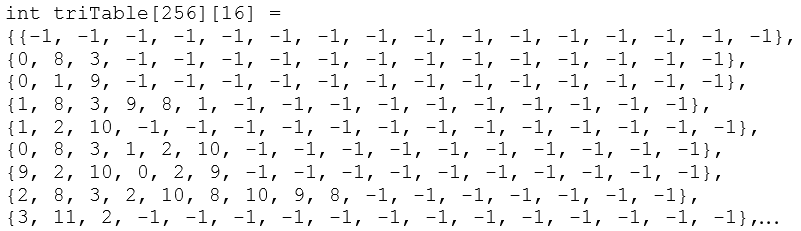 int triTable[256][16] =
{{-1, -1, -1, -1, -1, -1, -1, -1, -1, -1, -1, -1, -1, -1, -1, -1},
{0, 8, 3, -1, -1, -1, -1, -1, -1, -1, -1, -1, -1, -1, -1, -1},
{0, 1, 9, -1, -1, -1, -1, -1, -1, -1, -1, -1, -1, -1, -1, -1},
{1, 8, 3, 9, 8, 1, -1, -1, -1, -1, -1, -1, -1, -1, -1, -1},
{1, 2, 10, -1, -1, -1, -1, -1, -1, -1, -1, -1, -1, -1, -1, -1},
{0, 8, 3, 1, 2, 10, -1, -1, -1, -1, -1, -1, -1, -1, -1, -1},
{9, 2, 10, 0, 2, 9, -1, -1, -1, -1, -1, -1, -1, -1, -1, -1},
{2, 8, 3, 2, 10, 8, 10, 9, 8, -1, -1, -1, -1, -1, -1, -1},
{3, 11, 2, -1, -1, -1, -1, -1, -1, -1, -1, -1, -1, -1, -1, -1},...